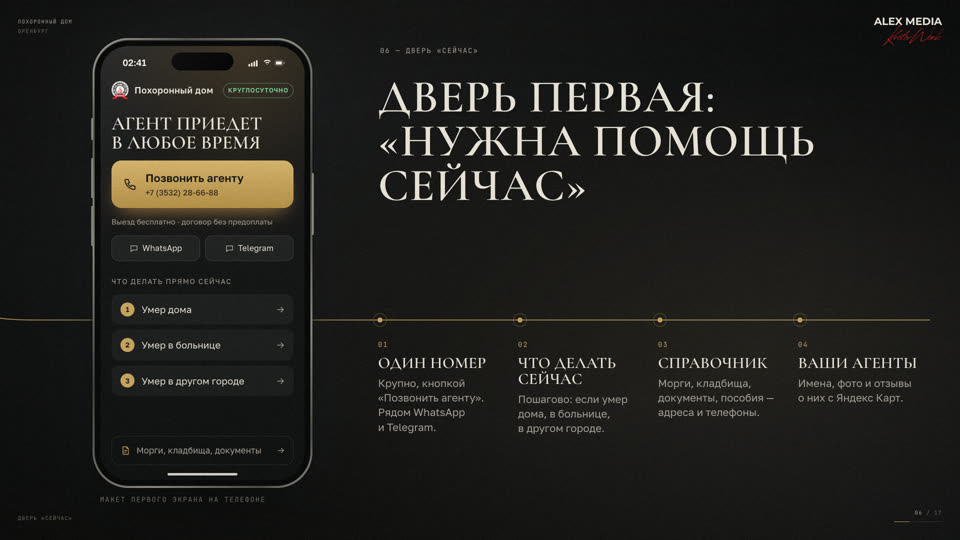 ПОХОРОННЫЙ ДОМ
ОРЕНБУРГ
ALEX MEDIA
06 — ДВЕРЬ «СЕЙЧАС»
ДВЕРЬ ПЕРВАЯ:
«НУЖНА ПОМОЩЬ
СЕЙЧАС»
02:41
Похоронный дом
КРУГЛОСУТОЧНО
АГЕНТ ПРИЕДЕТ
В ЛЮБОЕ ВРЕМЯ
Позвонить агенту
+7 (3532) 28-66-88
Выезд бесплатно · договор без предоплаты
WhatsApp
Telegram
ЧТО ДЕЛАТЬ ПРЯМО СЕЙЧАС
1 Умер дома →
2 Умер в больнице →
3 Умер в другом городе →
Морги, кладбища, документы →
МАКЕТ ПЕРВОГО ЭКРАНА НА ТЕЛЕФОНЕ
01
ОДИН НОМЕР
Крупно, кнопкой
«Позвонить агенту».
Рядом WhatsApp
и Telegram.
02
ЧТО ДЕЛАТЬ
СЕЙЧАС
Пошагово: если умер
дома, в больнице,
в другом городе.
03
СПРАВОЧНИК
Морги, кладбища,
документы, пособия —
адреса и телефоны.
04
ВАШИ АГЕНТЫ
Имена, фото и отзывы
о них с Яндекс Карт.
ДВЕРЬ «СЕЙЧАС»
06 / 17